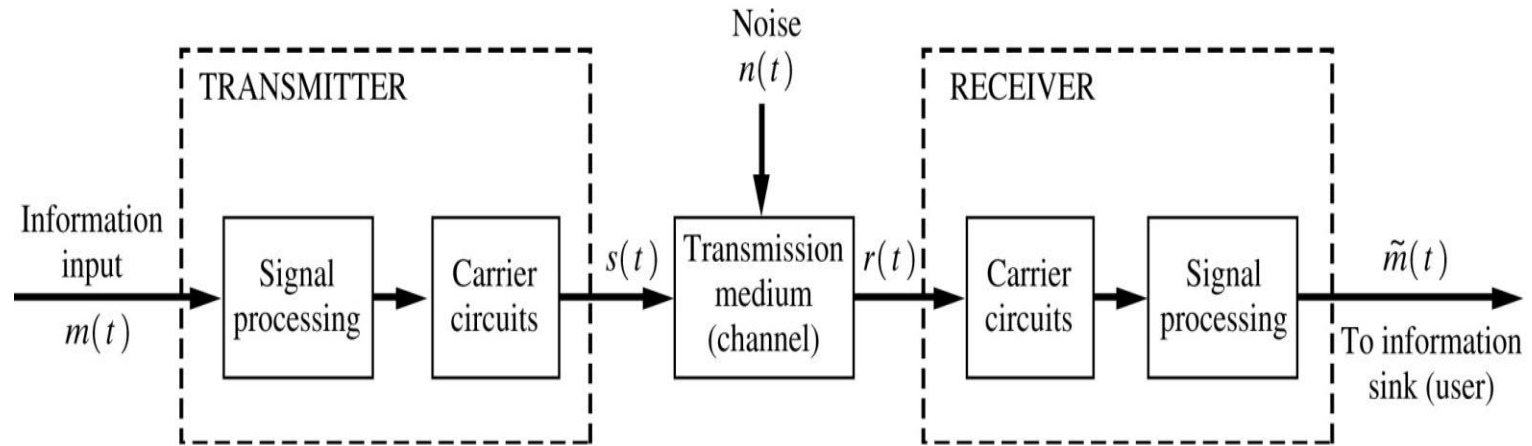 Noise
n(t)
TRANSMITTER
RECEIVER
Information
input
m(t)
Signal
processing
Carrier
circuits
s(t)
Transmission
medium
(channel)
r(t)
Carrier
circuits
Signal
processing
m̃(t)
To information
sink (user)